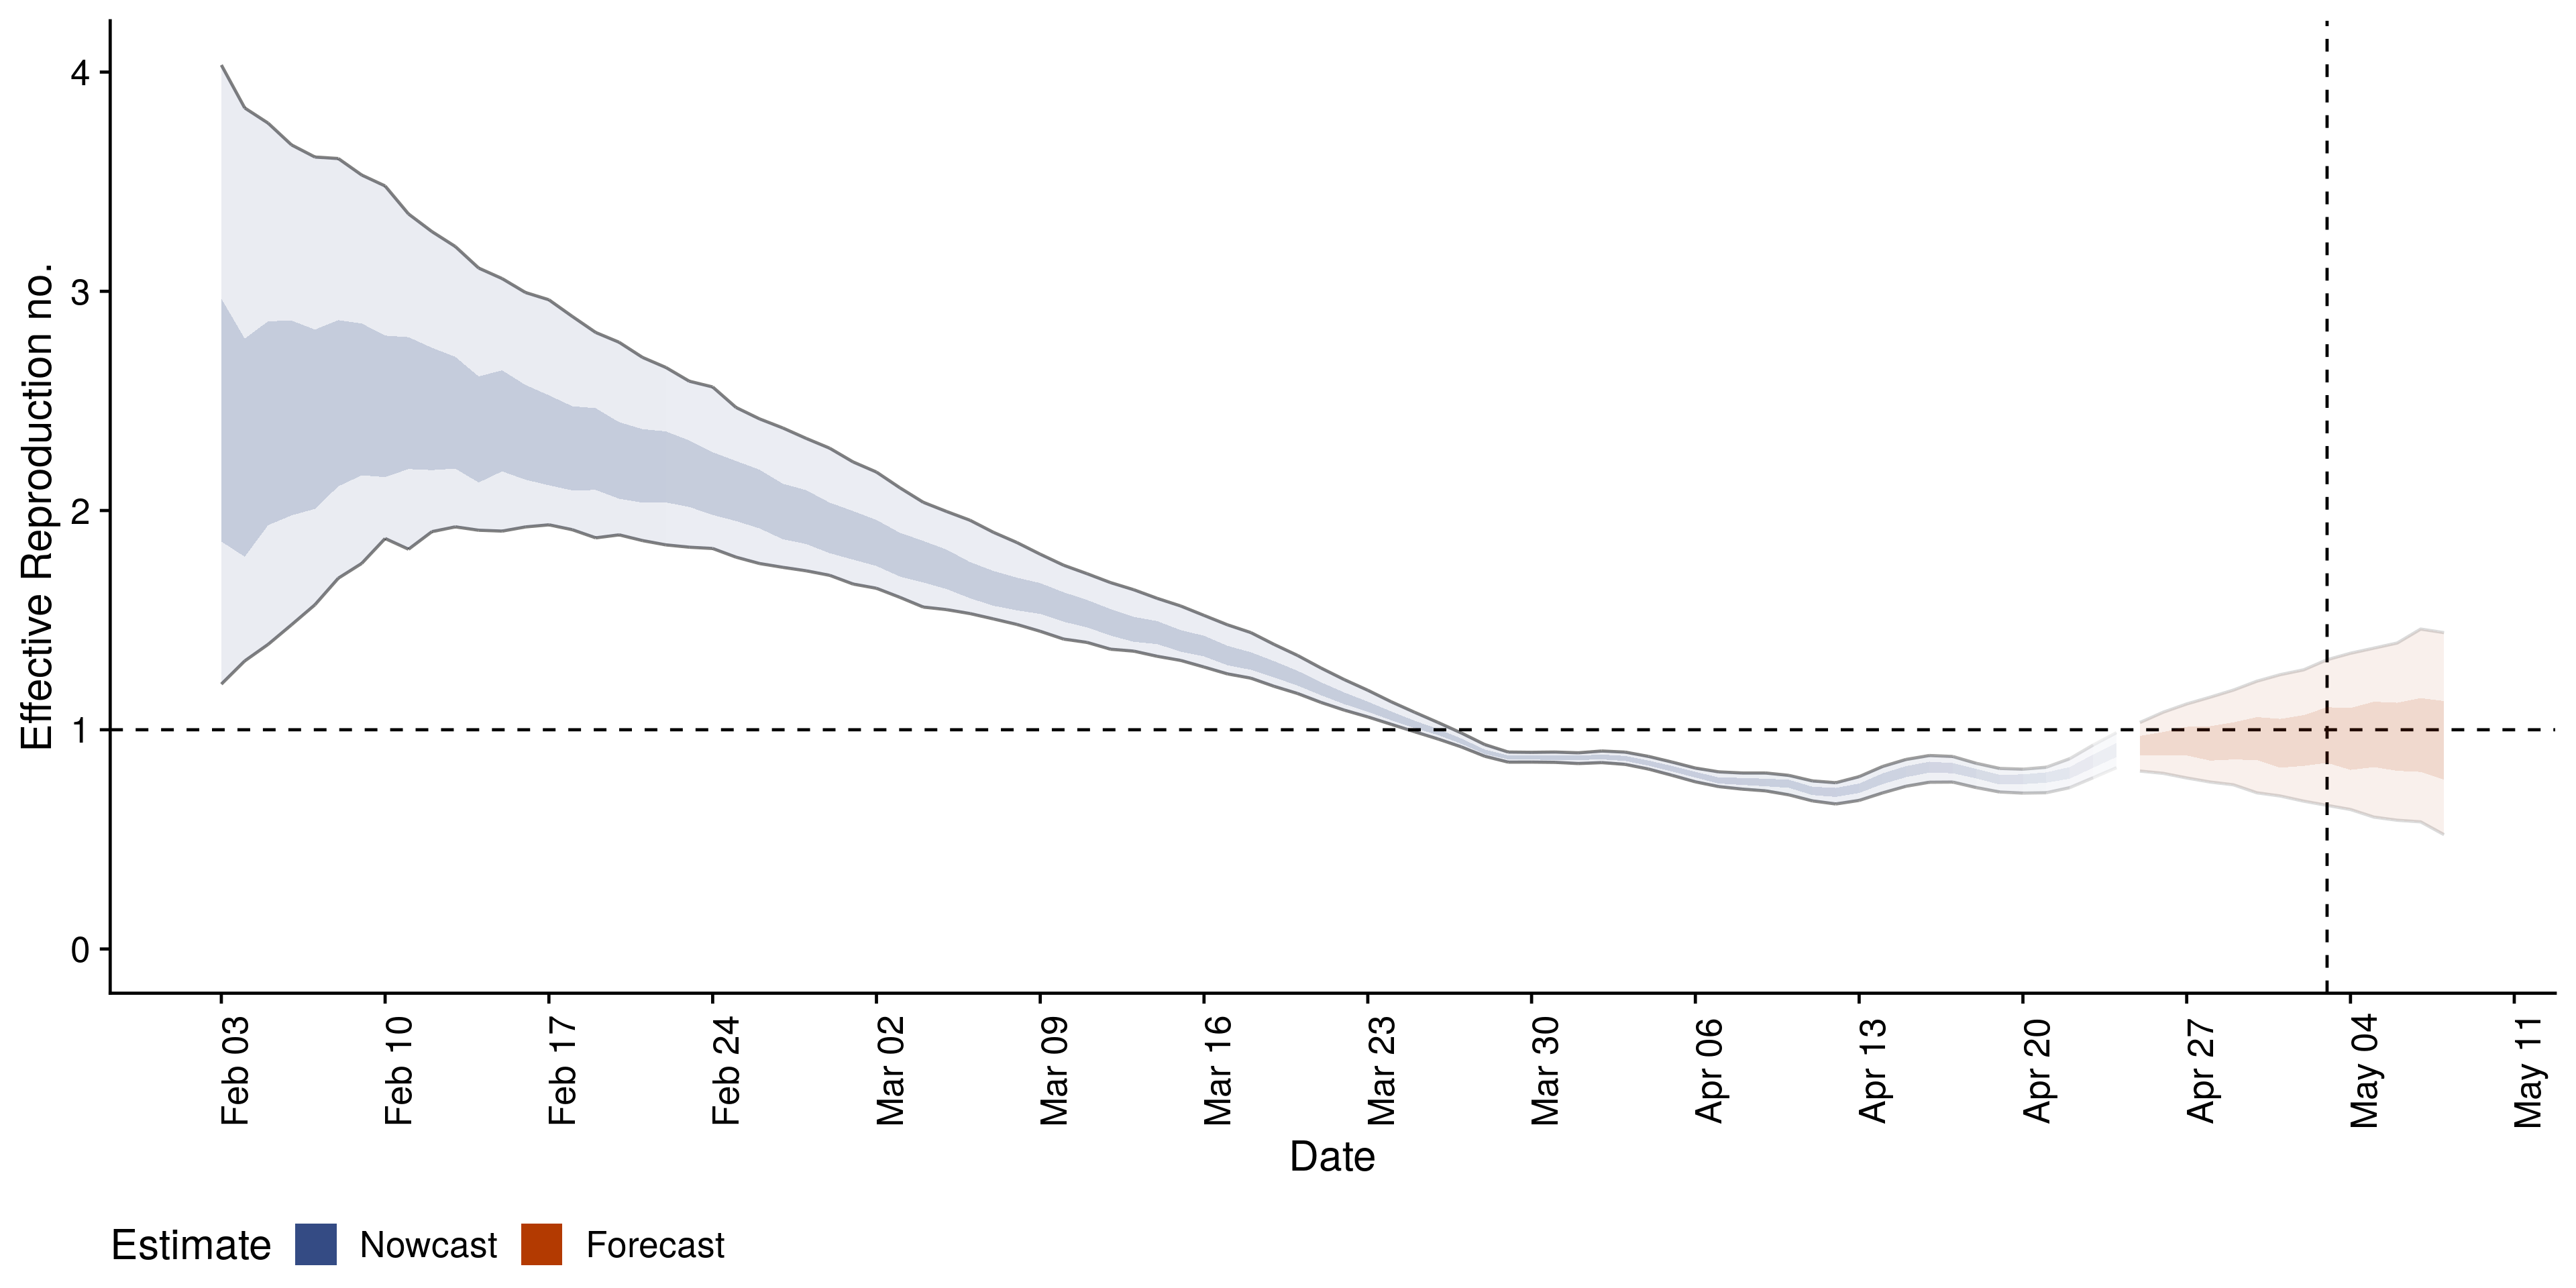 Effective Reproduction no.
4
3
2
1
0
Feb 03
Feb 10
Feb 17
Feb 24
Mar 02
Mar 09
Mar 16
Mar 23
Mar 30
Apr 06
Apr 13
Apr 20
Apr 27
May 04
May 11
Date
Estimate Nowcast Forecast